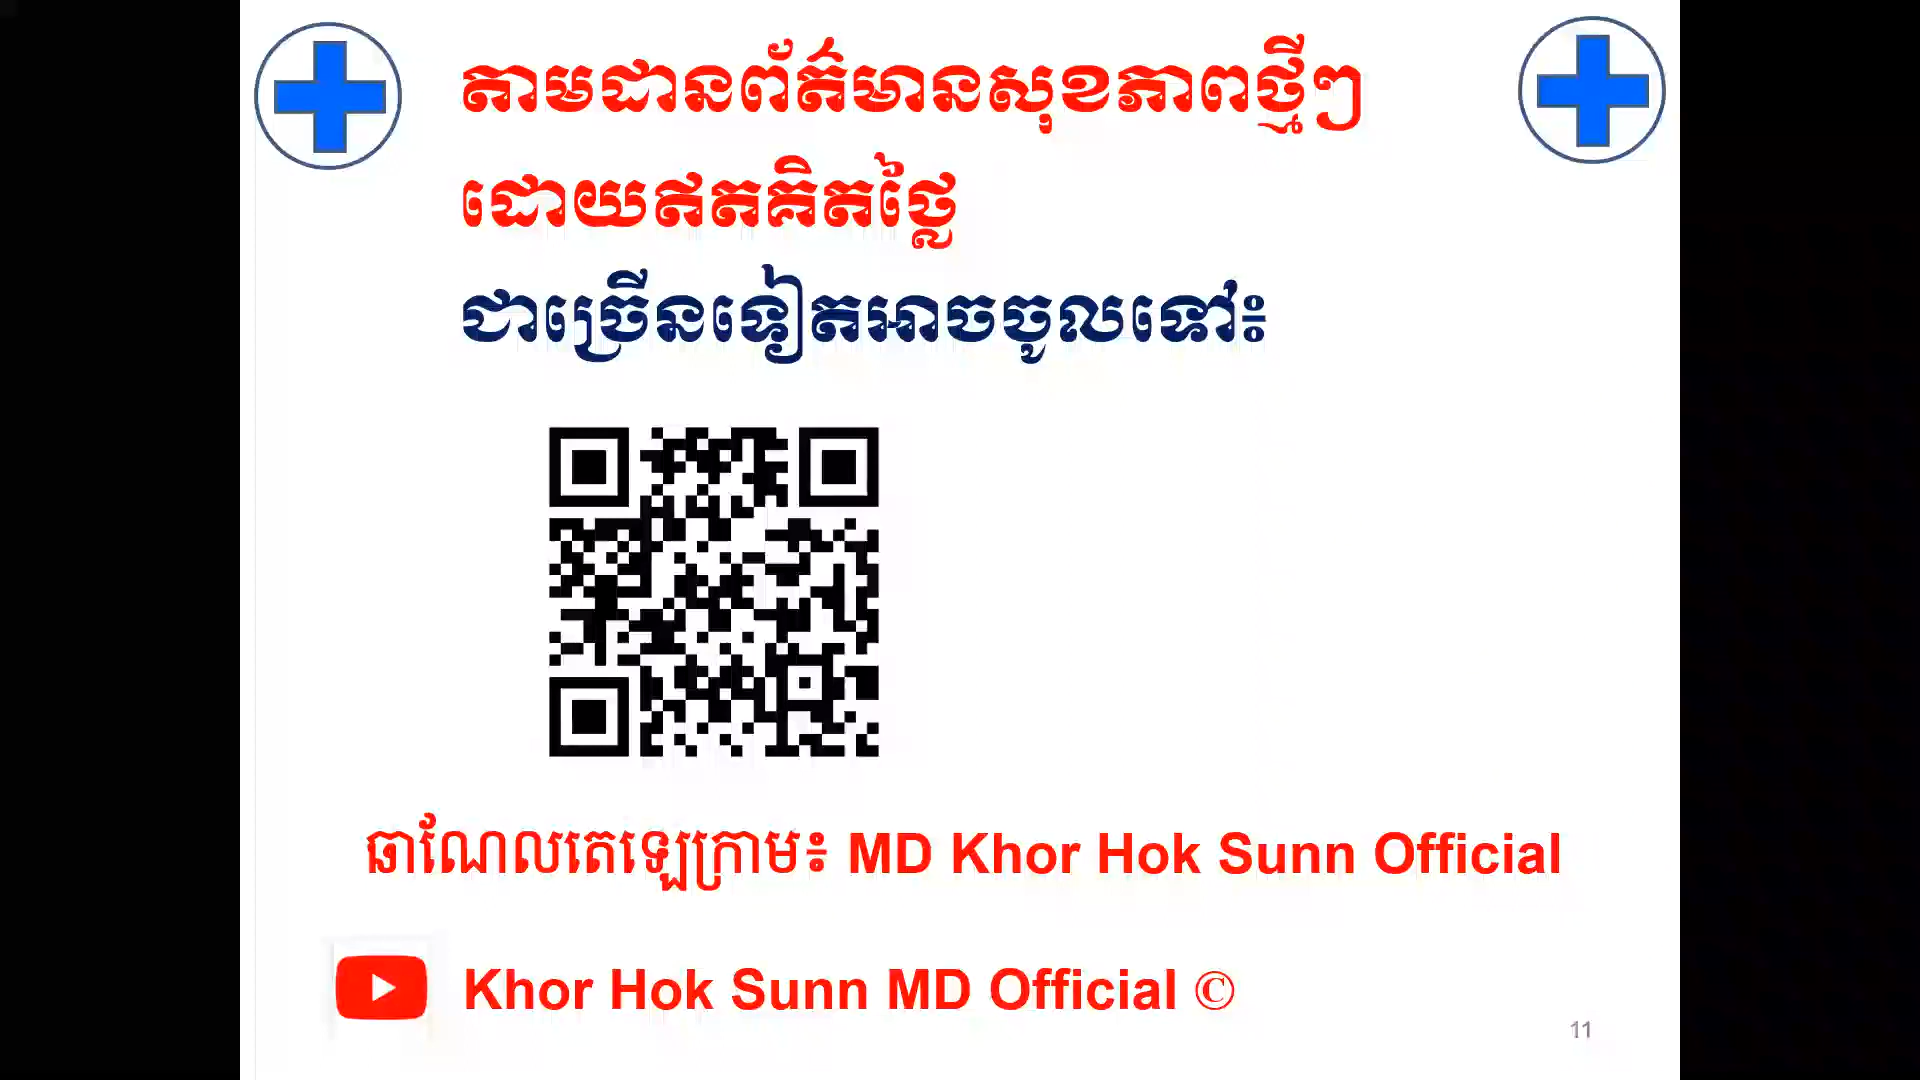 តាមដានព័ត៌មានសុខភាពថ្មីៗ
ដោយឥតគិតថ្លៃ
ជាច្រើនទៀតអាចចូលទៅ៖
ឆាណែលតេឡេក្រាម៖ MD Khor Hok Sunn Official
Khor Hok Sunn MD Official ©
11